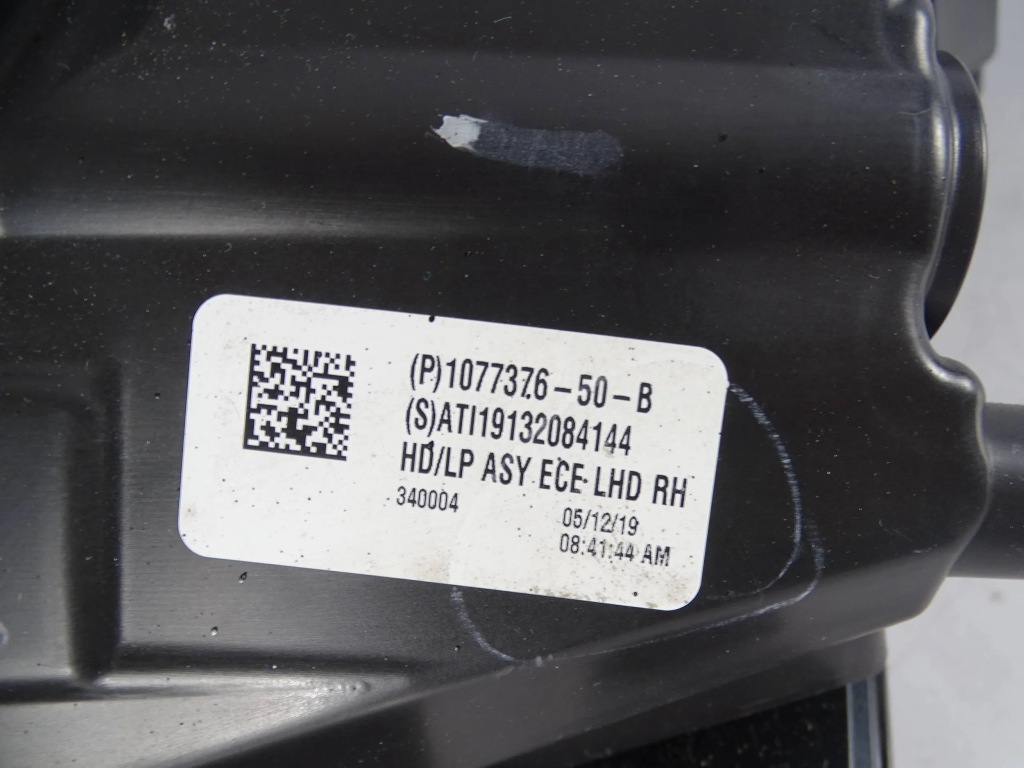 (P)1077376-50-B
(S)ATI19132084144
HD/LP ASY ECE LHD RH
340004
05/12/19
08:41:44 AM